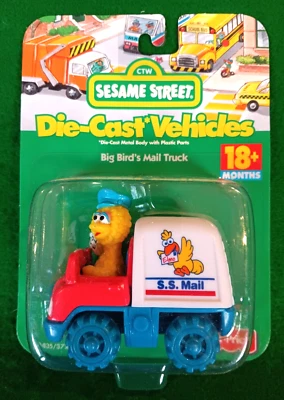 CTW
SESAME STREET
Die-Cast* Vehicles
*Die-Cast Metal Body with Plastic Parts
Big Bird's Mail Truck
18+
MONTHS
S.S. Mail